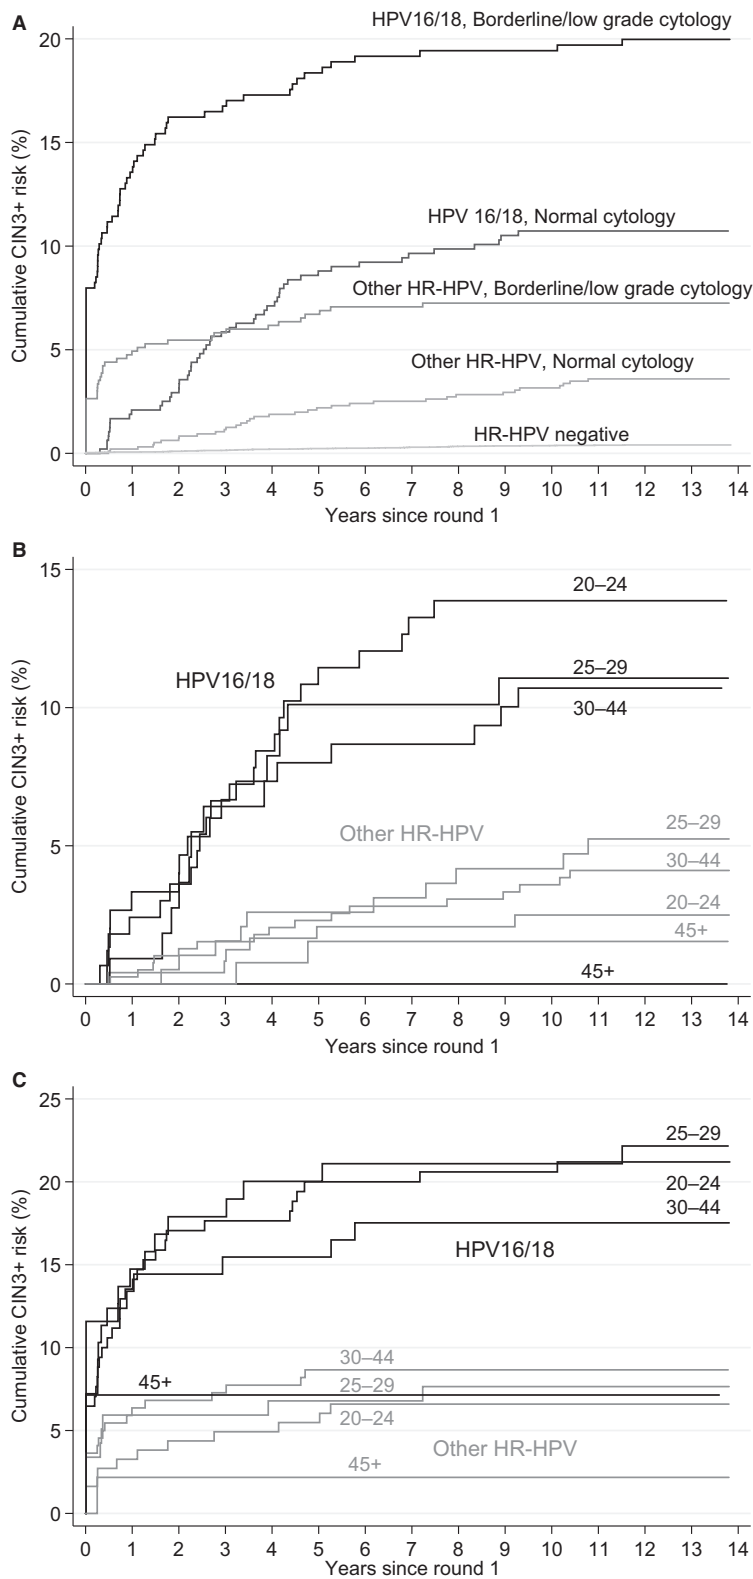 A
HPV16/18, Borderline/low grade cytology
20
15
10
5
0
Cumulative CIN3+ risk (%)
HPV 16/18, Normal cytology
Other HR-HPV, Borderline/low grade cytology
Other HR-HPV, Normal cytology
HR-HPV negative
0 1 2 3 4 5 6 7 8 9 10 11 12 13 14
Years since round 1
B
15
10
5
0
Cumulative CIN3+ risk (%)
20–24
HPV16/18
25–29
30–44
Other HR-HPV
25–29
30–44
20–24
45+
45+
0 1 2 3 4 5 6 7 8 9 10 11 12 13 14
Years since round 1
C
25
20
15
10
5
0
Cumulative CIN3+ risk (%)
25–29
20–24
30–44
HPV16/18
30–44
45+
25–29
20–24
Other HR-HPV
45+
0 1 2 3 4 5 6 7 8 9 10 11 12 13 14
Years since round 1